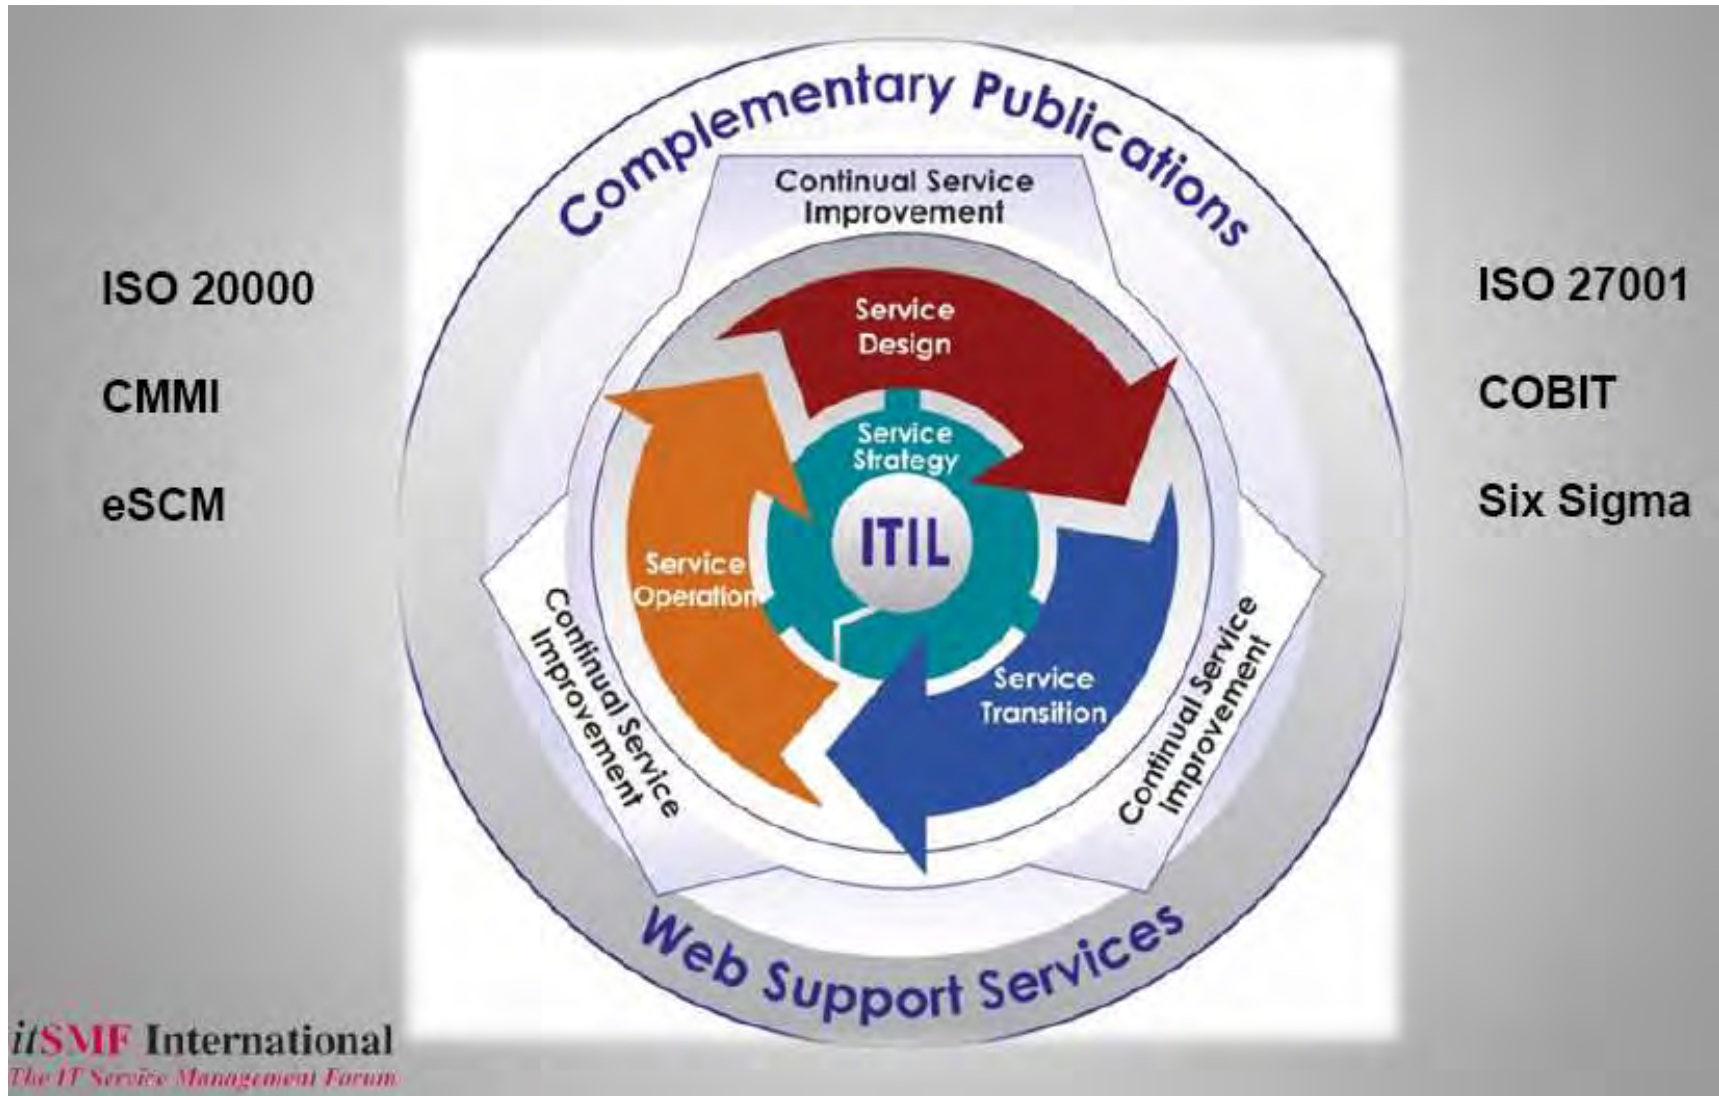 Complementary Publications
Continual Service
Improvement
ISO 20000
CMMI
eSCM
ISO 27001
COBIT
Six Sigma
Service
Design
Service
Strategy
ITIL
Service
Operation
Service
Transition
Continual Service
Improvement
Continual Service
Improvement
Web Support Services
itSMF International
The IT Service Management Forum